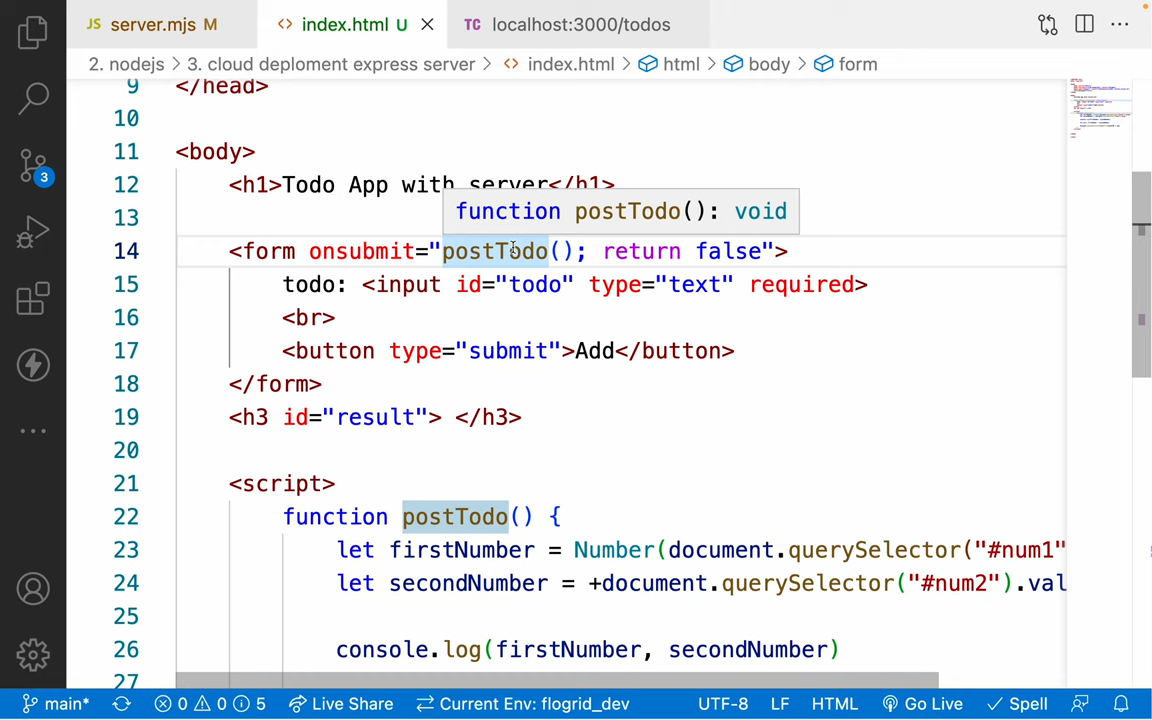 JS server.mjs M
<> index.html U ×
TC localhost:3000/todos
2. nodejs > 3. cloud deploment express server > <> index.html > html > body > form
9 </head>
10
11 <body>
12 <h1>Todo App with server</h1>
function postTodo(): void
13
14 <form onsubmit="postTodo(); return false">
15 todo: <input id="todo" type="text" required>
16 <br>
17 <button type="submit">Add</button>
18 </form>
19 <h3 id="result"> </h3>
20
21 <script>
22 function postTodo() {
23 let firstNumber = Number(document.querySelector("#num1"
24 let secondNumber = +document.querySelector("#num2").val
25
26 console.log(firstNumber, secondNumber)
27
3
main* 0 0 5 Live Share Current Env: flogrid_dev UTF-8 LF HTML Go Live Spell